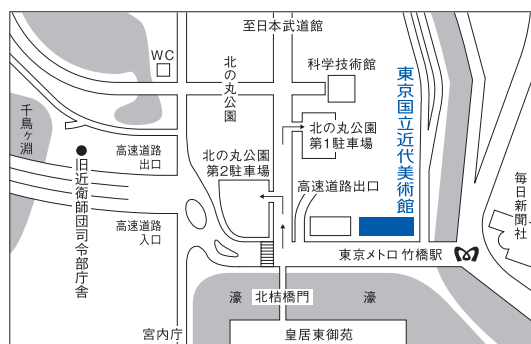 至日本武道館
WC
北の丸公園
科学技術館
東京国立近代美術館
千鳥ヶ淵
北の丸公園
第1駐車場
高速道路
出口
北の丸公園
第2駐車場
旧近衛師団司令部庁舎
高速道路出口
毎日新聞社
高速道路
入口
東京メトロ 竹橋駅
濠
北桔橋門
濠
宮内庁
皇居東御苑